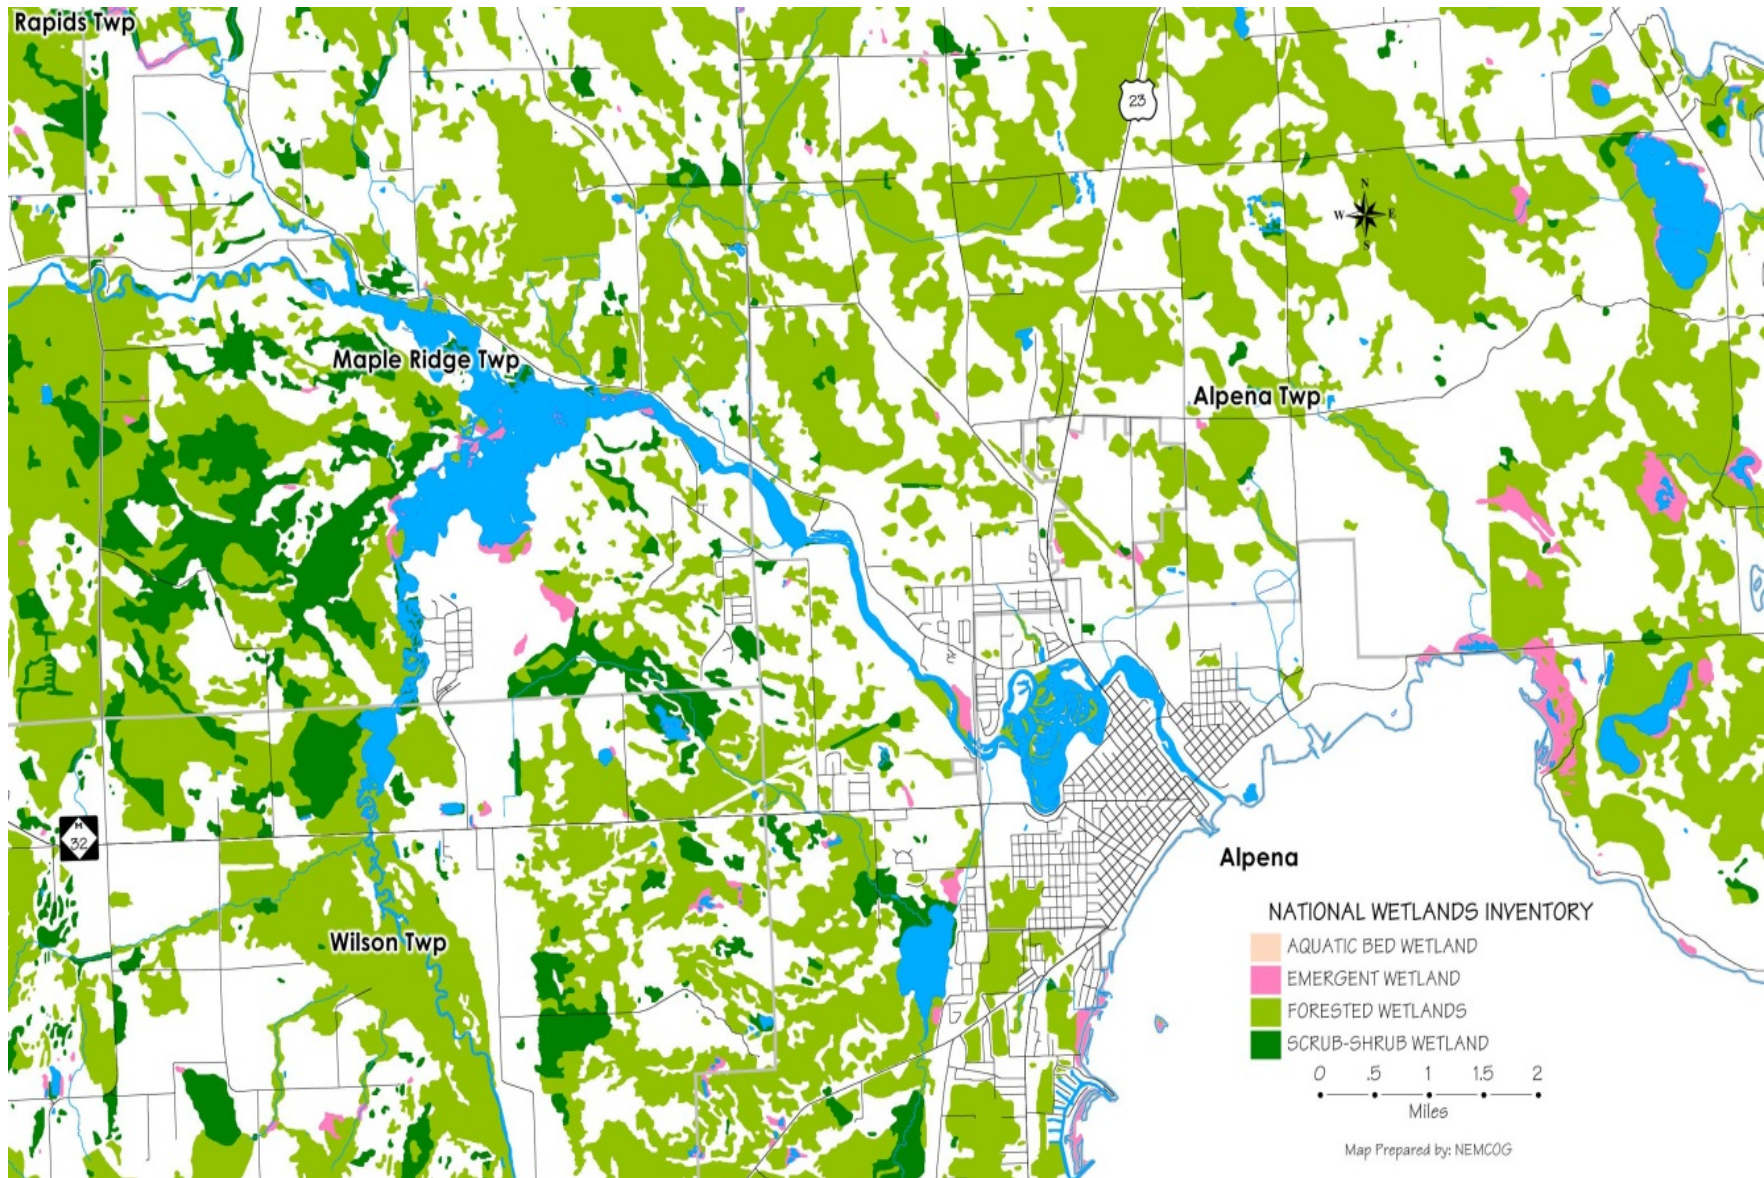 Rapids Twp
23
N
W E
S
Maple Ridge Twp
Alpena Twp
M
32
Alpena
Wilson Twp
NATIONAL WETLANDS INVENTORY
AQUATIC BED WETLAND
EMERGENT WETLAND
FORESTED WETLANDS
SCRUB-SHRUB WETLAND
0 .5 1 1.5 2
Miles
Map Prepared by: NEMCOG